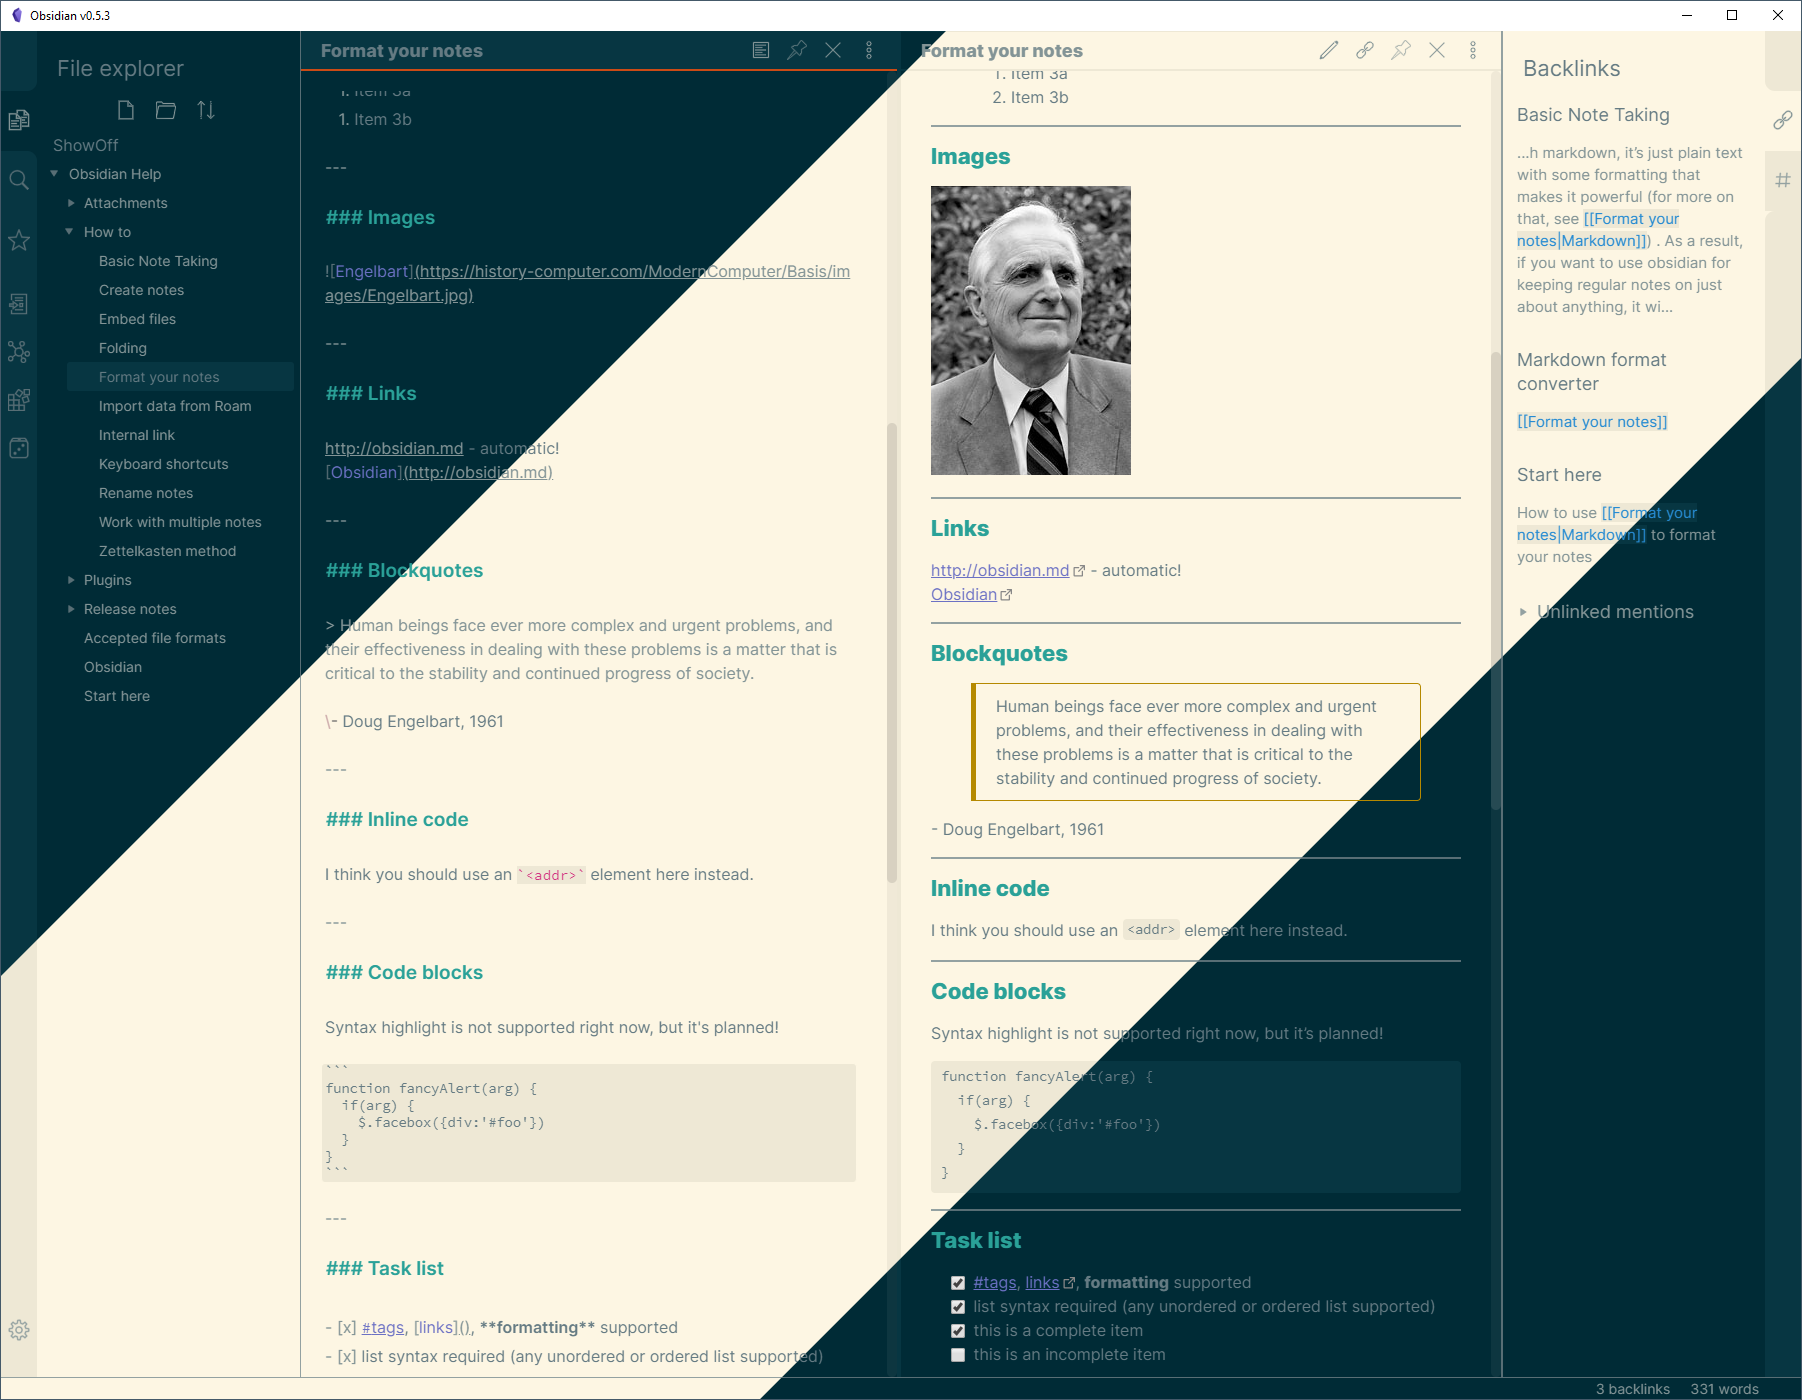 Obsidian v0.5.3
File explorer
ShowOff
Obsidian Help
Attachments
How to
Basic Note Taking
Create notes
Embed files
Folding
Format your notes
Import data from Roam
Internal link
Keyboard shortcuts
Rename notes
Work with multiple notes
Zettelkasten method
Plugins
Release notes
Accepted file formats
Obsidian
Start here
Format your notes
1. Item 3a
1. Item 3b
---
### Images
![Engelbart](https://history-computer.com/ModernComputer/Basis/im
ages/Engelbart.jpg)
---
### Links
http://obsidian.md - automatic!
[Obsidian](http://obsidian.md)
---
### Blockquotes
> Human beings face ever more complex and urgent problems, and
their effectiveness in dealing with these problems is a matter that is
critical to the stability and continued progress of society.
\- Doug Engelbart, 1961
---
### Inline code
I think you should use an `<addr>` element here instead.
---
### Code blocks
Syntax highlight is not supported right now, but it's planned!
```
function fancyAlert(arg) {
  if(arg) {
    $.facebox({div:'#foo'})
  }
}
```
---
### Task list
- [x] #tags, [links](), **formatting** supported
- [x] list syntax required (any unordered or ordered list supported)
Format your notes
1. Item 3a
2. Item 3b
Images
Links
http://obsidian.md - automatic!
Obsidian
Blockquotes
Human beings face ever more complex and urgent
problems, and their effectiveness in dealing with
these problems is a matter that is critical to the
stability and continued progress of society.
- Doug Engelbart, 1961
Inline code
I think you should use an <addr> element here instead.
Code blocks
Syntax highlight is not supported right now, but it’s planned!
function fancyAlert(arg) {
  if(arg) {
    $.facebox({div:'#foo'})
  }
}
Task list
#tags, links, formatting supported
list syntax required (any unordered or ordered list supported)
this is a complete item
this is an incomplete item
Backlinks
Basic Note Taking
...h markdown, it’s just plain text
with some formatting that
makes it powerful (for more on
that, see [[Format your
notes|Markdown]]) . As a result,
if you want to use obsidian for
keeping regular notes on just
about anything, it wi...
Markdown format
converter
[[Format your notes]]
Start here
How to use [[Format your
notes|Markdown]] to format
your notes
Unlinked mentions
3 backlinks 331 words